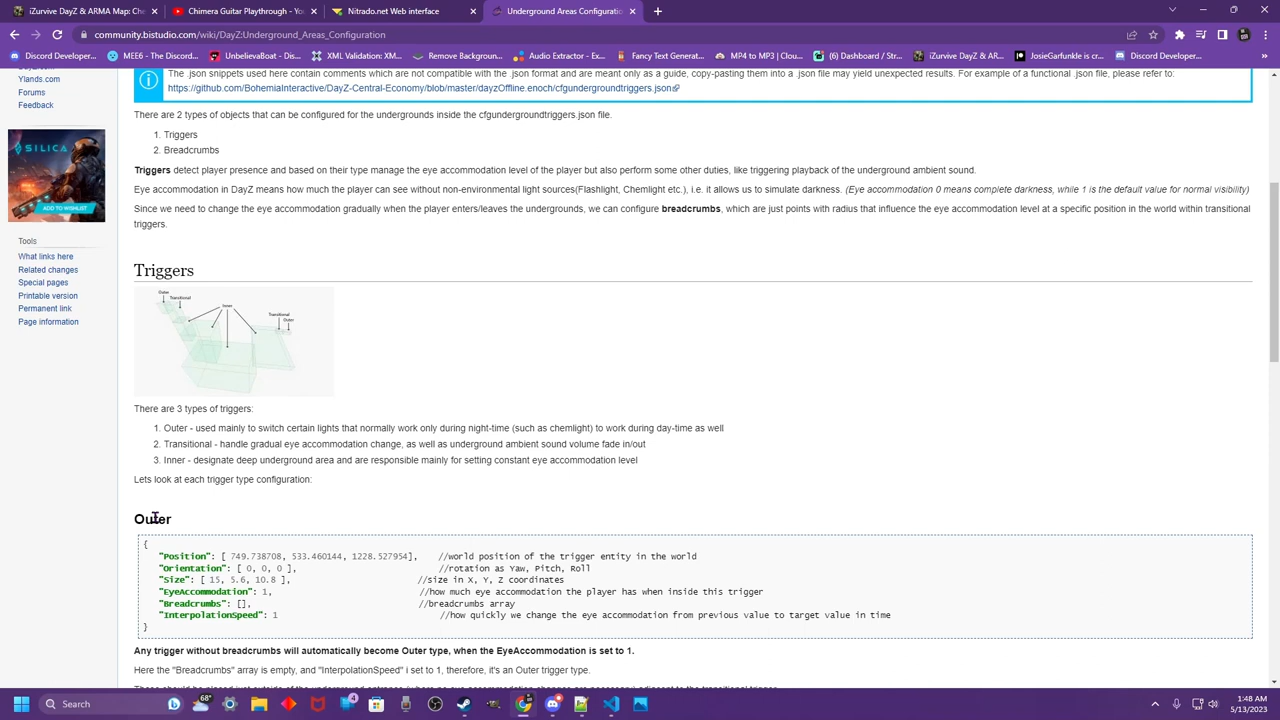 iZurvive DayZ & ARMA Map: Che
Chimera Guitar Playthrough - You
Nitrado.net Web interface
Underground Areas Configuration
community.bistudio.com/wiki/DayZ:Underground_Areas_Configuration
Discord Developer...
MEE6 - The Discord...
UnbelievaBoat - Dis...
XML Validation: XM...
Remove Backgroun...
Audio Extractor - Ex...
Fancy Text Generat...
MP4 to MP3 | Clou...
(6) Dashboard / Str...
iZurvive DayZ & AR...
JosieGarfunkle is cr...
Discord Developer...
Ylands.com
Forums
Feedback
SILICA
ADD TO WISHLIST
Tools
What links here
Related changes
Special pages
Printable version
Permanent link
Page information
The .json snippets used here contain comments which are not compatible with the .json format and are meant only as a guide, copy-pasting them into a .json file may yield unexpected results. For example of a functional .json file, please refer to:
https://github.com/BohemiaInteractive/DayZ-Central-Economy/blob/master/dayzOffline.enoch/cfgundergroundtriggers.json
There are 2 types of objects that can be configured for the undergrounds inside the cfgundergroundtriggers.json file.
1. Triggers
2. Breadcrumbs
Triggers detect player presence and based on their type manage the eye accommodation level of the player but also perform some other duties, like triggering playback of the underground ambient sound.
Eye accommodation in DayZ means how much the player can see without non-environmental light sources(Flashlight, Chemlight etc.), i.e. it allows us to simulate darkness. (Eye accommodation 0 means complete darkness, while 1 is the default value for normal visibility)
Since we need to change the eye accommodation gradually when the player enters/leaves the undergrounds, we can configure breadcrumbs, which are just points with radius that influence the eye accommodation level at a specific position in the world within transitional
triggers.
Triggers
Outer
Transitional
Inner
Transitional
Outer
There are 3 types of triggers:
1. Outer - used mainly to switch certain lights that normally work only during night-time (such as chemlight) to work during day-time as well
2. Transitional - handle gradual eye accommodation change, as well as underground ambient sound volume fade in/out
3. Inner - designate deep underground area and are responsible mainly for setting constant eye accommodation level
Lets look at each trigger type configuration:
Outer
{
"Position": [ 749.738708, 533.460144, 1228.527954], //world position of the trigger entity in the world
"Orientation": [ 0, 0, 0 ], //rotation as Yaw, Pitch, Roll
"Size": [ 15, 5.6, 10.8 ], //size in X, Y, Z coordinates
"EyeAccommodation": 1, //how much eye accommodation the player has when inside this trigger
"Breadcrumbs": [], //breadcrumbs array
"InterpolationSpeed": 1 //how quickly we change the eye accommodation from previous value to target value in time
}
Any trigger without breadcrumbs will automatically become Outer type, when the EyeAccommodation is set to 1.
Here the "Breadcrumbs" array is empty, and "InterpolationSpeed" i set to 1, therefore, it's an Outer trigger type.
Search
68°
4
1:48 AM
5/13/2023